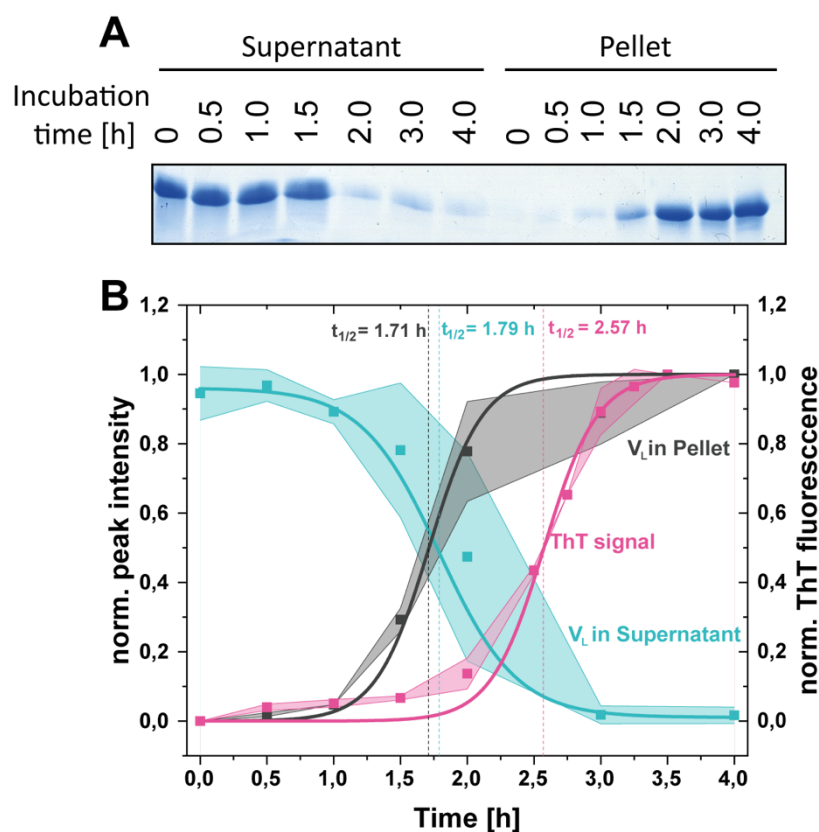 A
Supernatant Pellet
Incubation
time [h]
0 0.5 1.0 1.5 2.0 3.0 4.0 0 0.5 1.0 1.5 2.0 3.0 4.0
B
1,2 1,2
t1/2 = 1.71 h t1/2 = 1.79 h t1/2 = 2.57 h
1,0 1,0
0,8 0,8
VL in Pellet
0,6 0,6
ThT signal
0,4 0,4
VL in Supernatant
0,2 0,2
0,0 0,0
norm. peak intensity
norm. ThT fluoresccence
0,0 0,5 1,0 1,5 2,0 2,5 3,0 3,5 4,0
Time [h]